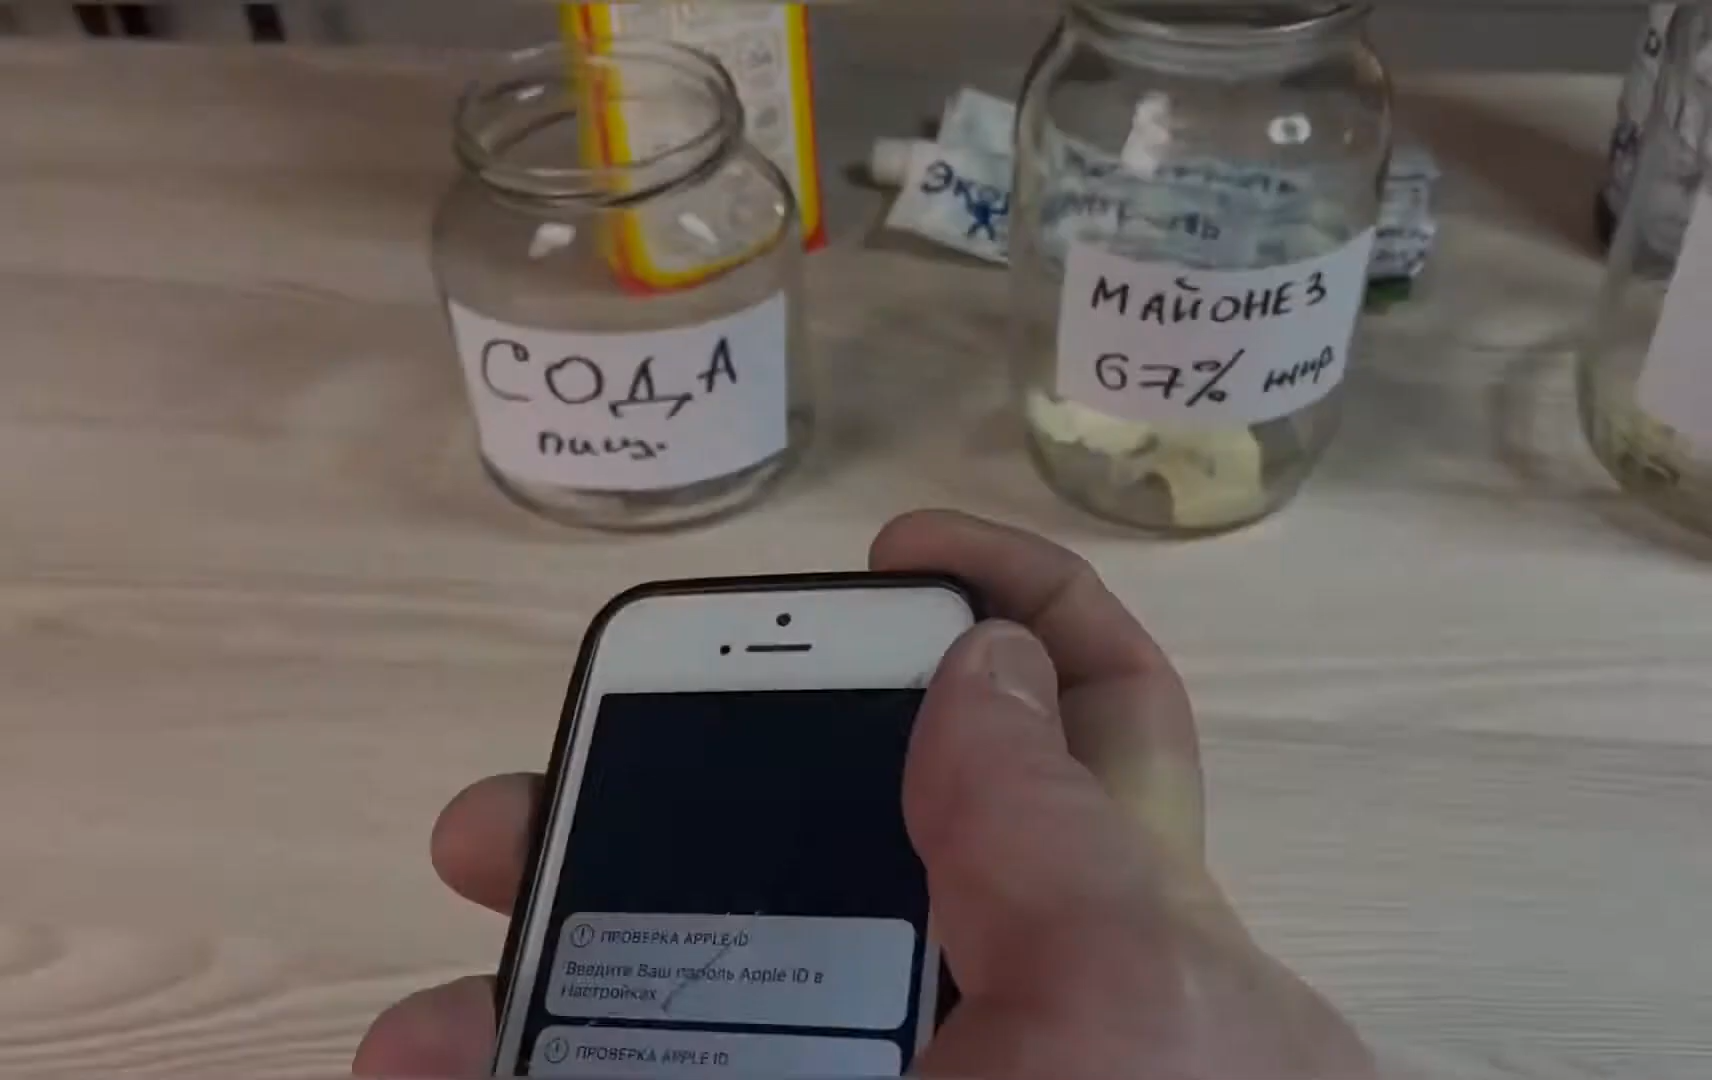 СОДА
пищ.
МАЙОНЕЗ
67% жир
ПРОВЕРКА APPLE ID
Введите Ваш пароль Apple ID в
Настройках
ПРОВЕРКА APPLE ID